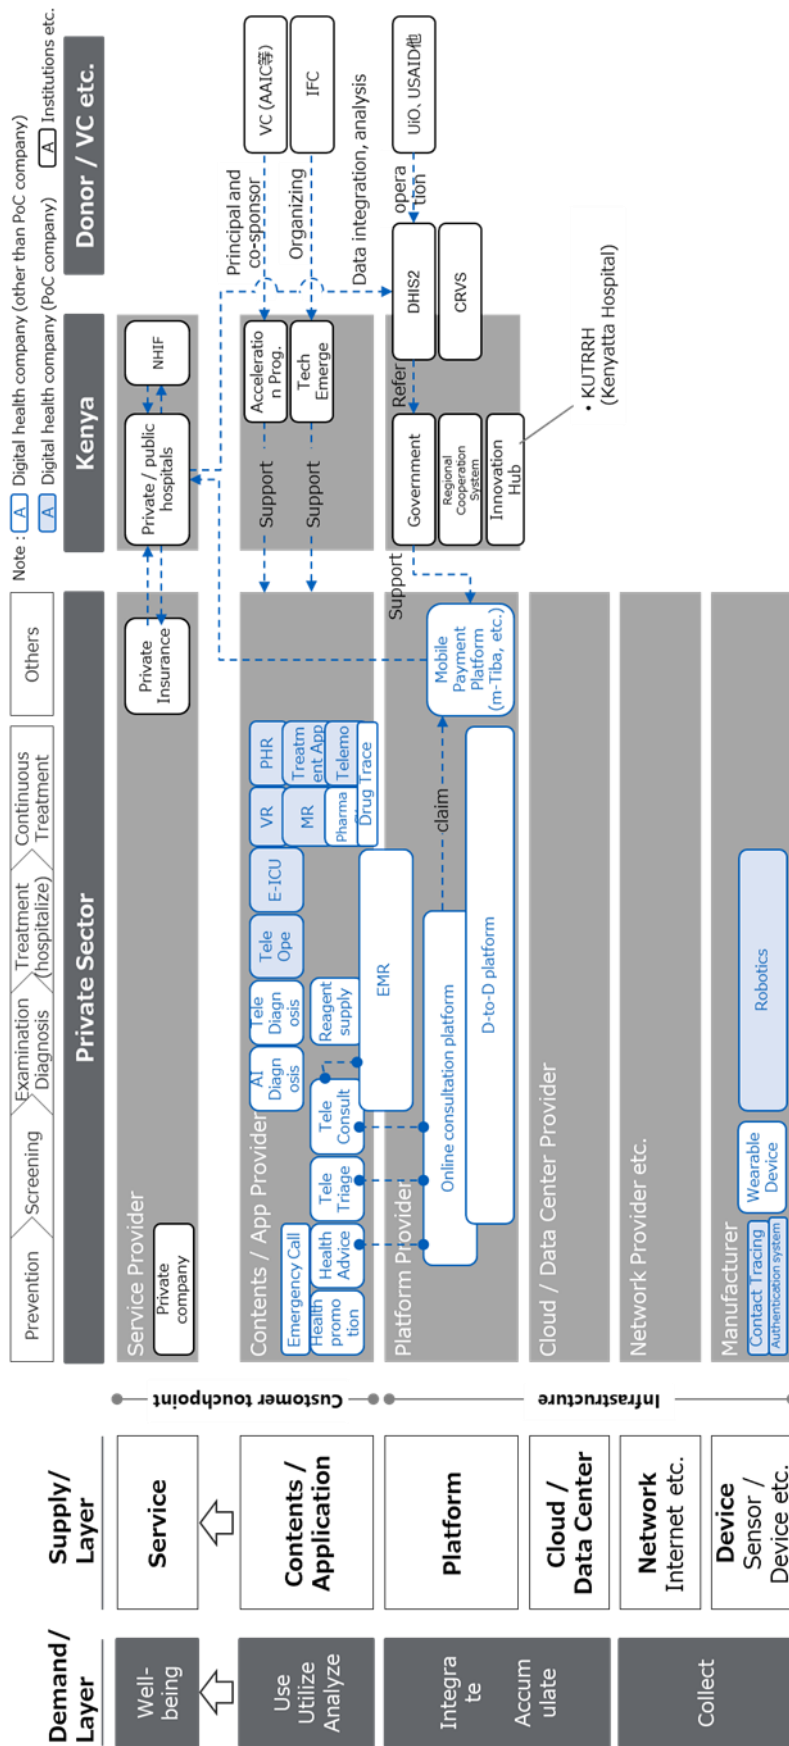 Note :
A
Digital health company (other than PoC company)
A
Digital health company (PoC company)
A
Institutions etc.
Demand/
Layer
Supply/
Layer
Prevention
Screening
Examination
Diagnosis
Treatment
(hospitalize)
Continuous
Treatment
Others
Private Sector
Kenya
Donor / VC etc.
Well-
being
Service
Customer touchpoint
Service Provider
Private
company
Private
Insurance
Private / public
hospitals
NHIF
Use
Utilize
Analyze
Contents /
Application
Contents / App Provider
Emergency Call
Health
promo
tion
Health
Advice
Tele
Triage
Tele
Consult
AI
Diagn
osis
Tele
Diagn
osis
Reagent
supply
Tele
Ope
E-ICU
VR
PHR
MR
Treatm
ent App
Pharma
Telemo
Drug Trace
EMR
Support
Support
Acceleratio
n Prog.
Tech
Emerge
Principal and
co-sponsor
Organizing
VC (AAIC等)
IFC
Data integration, analysis
Integra
te
Accum
ulate
Platform
Infrastructure
Platform Provider
Online consultation platform
D-to-D platform
claim
Mobile
Payment
Platform
(m-Tiba, etc.)
Support
Government
Regional
Cooperation
System
Innovation
Hub
Refer
DHIS2
CRVS
opera
tion
UiO、USAID他
• KUTRRH
(Kenyatta Hospital)
Cloud /
Data Center
Cloud / Data Center Provider
Collect
Network
Internet etc.
Network Provider etc.
Device
Sensor /
Device etc.
Manufacturer
Contact Tracing
Authentication system
Wearable
Device
Robotics